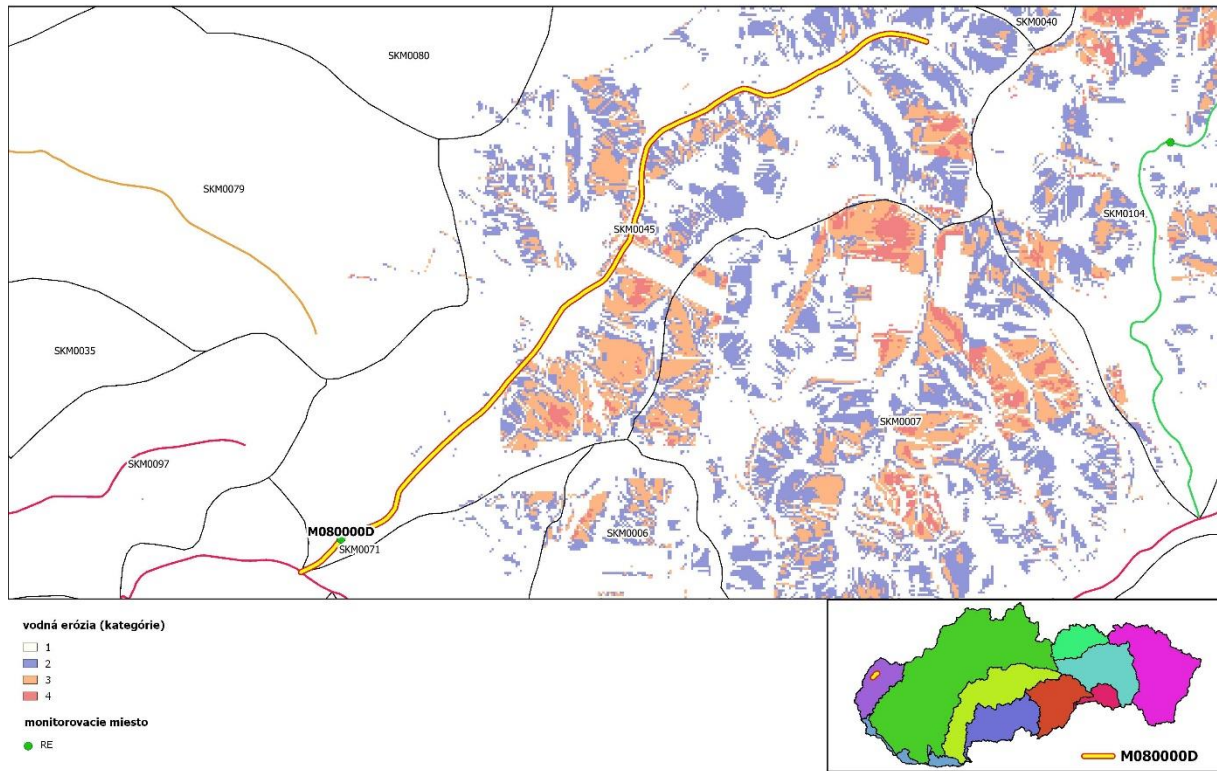 SKM0040
SKM0080
SKM0079
SKM0104
SKM0045
SKM0035
SKM0007
SKM0097
M080000D
SKM0006
SKM0071
vodná erózia (kategórie)
1
2
3
4
monitorovacie miesto
RE
M080000D